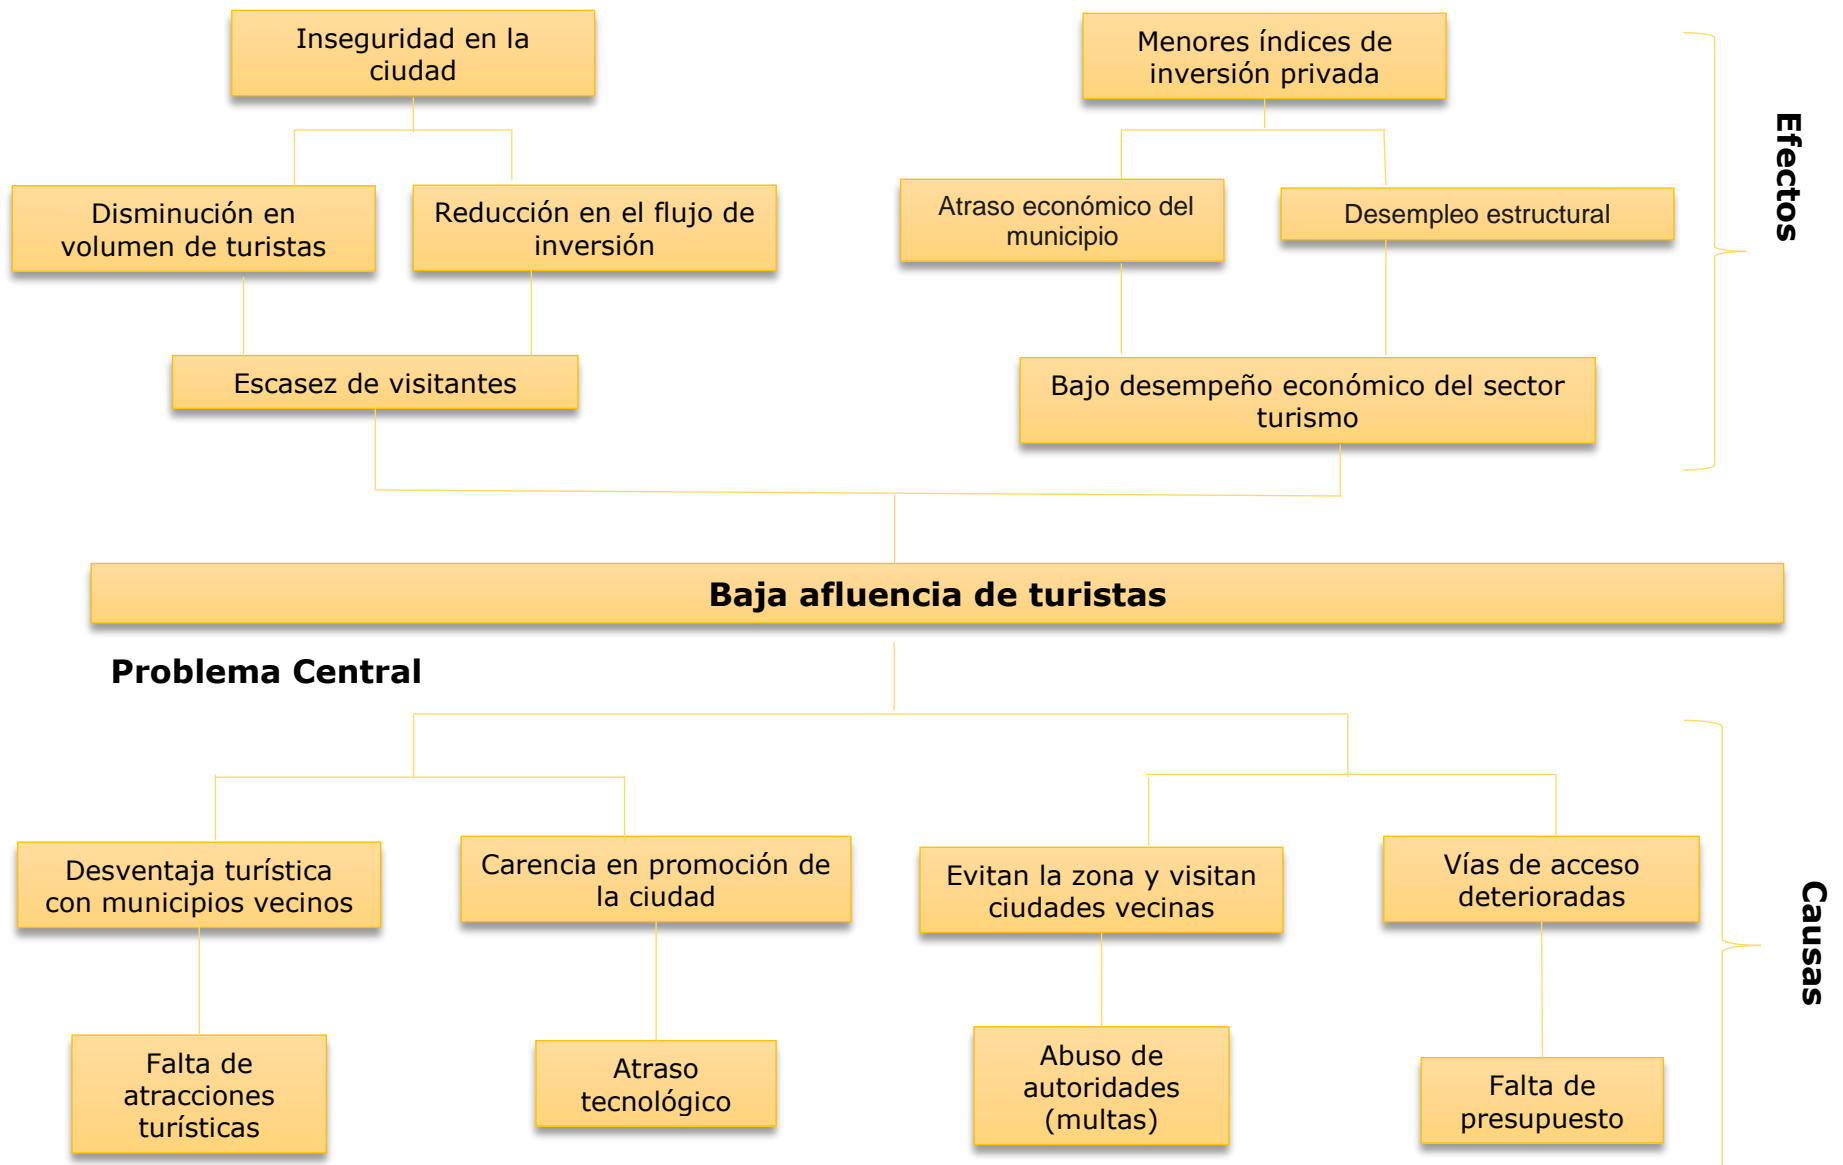 Inseguridad en la
ciudad
Menores índices de
inversión privada
Efectos
Disminución en
volumen de turistas
Reducción en el flujo de
inversión
Atraso económico del
municipio
Desempleo estructural
Escasez de visitantes
Bajo desempeño económico del sector
turismo
Baja afluencia de turistas
Problema Central
Desventaja turística
con municipios vecinos
Carencia en promoción de
la ciudad
Evitan la zona y visitan
ciudades vecinas
Vías de acceso
deterioradas
Causas
Falta de
atracciones
turísticas
Atraso
tecnológico
Abuso de
autoridades
(multas)
Falta de
presupuesto